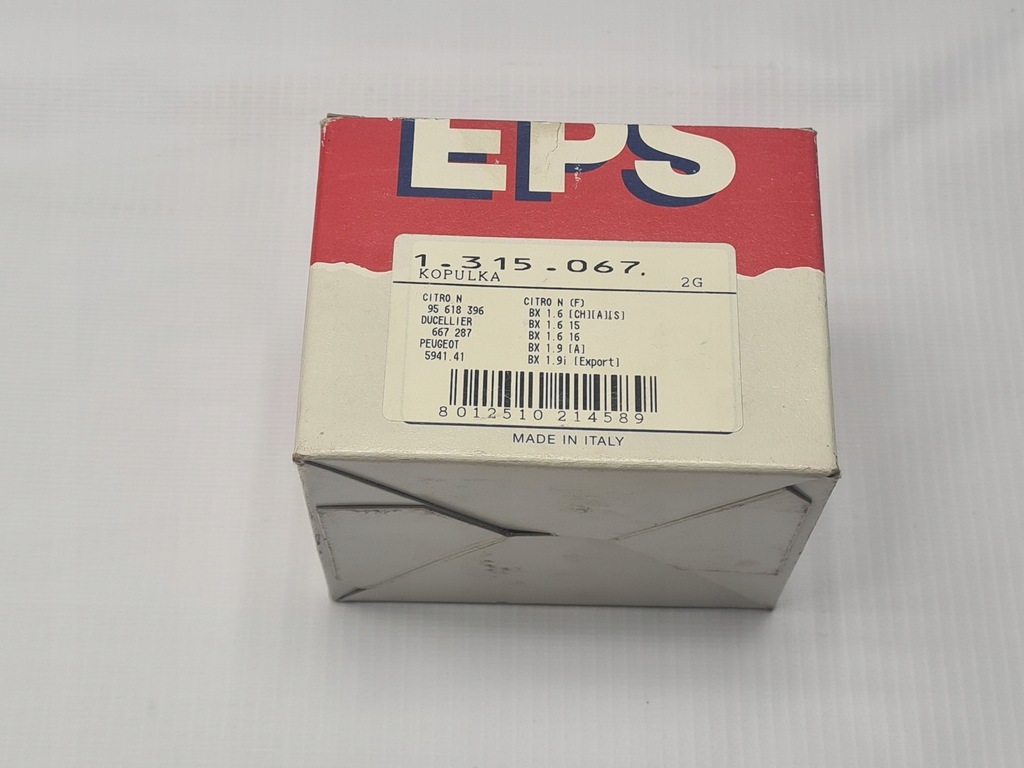 EPS
1.315.067.
KOPULKA 2G
CITRO N CITRO N (F)
95 618 396 BX 1.6 [CH][A][S]
DUCELLIER BX 1.6 15
667 287 BX 1.6 16
PEUGEOT BX 1.9 [A]
5941.41 BX 1.9i [Export]
8012510 214589
MADE IN ITALY